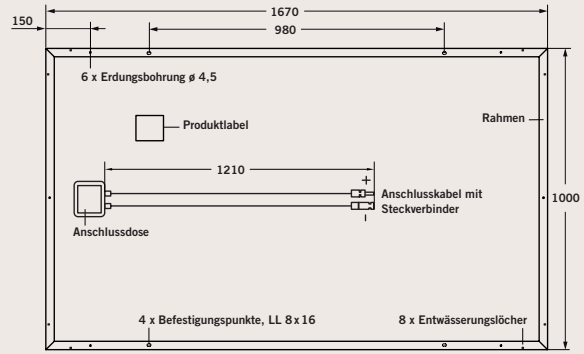 1670
150
980
6 x Erdungsbohrung ø 4,5
Produktlabel
Rahmen
1210
+
Anschlusskabel mit
Steckverbinder
1000
–
Anschlussdose
4 x Befestigungspunkte, LL 8 x 16
8 x Entwässerungslöcher